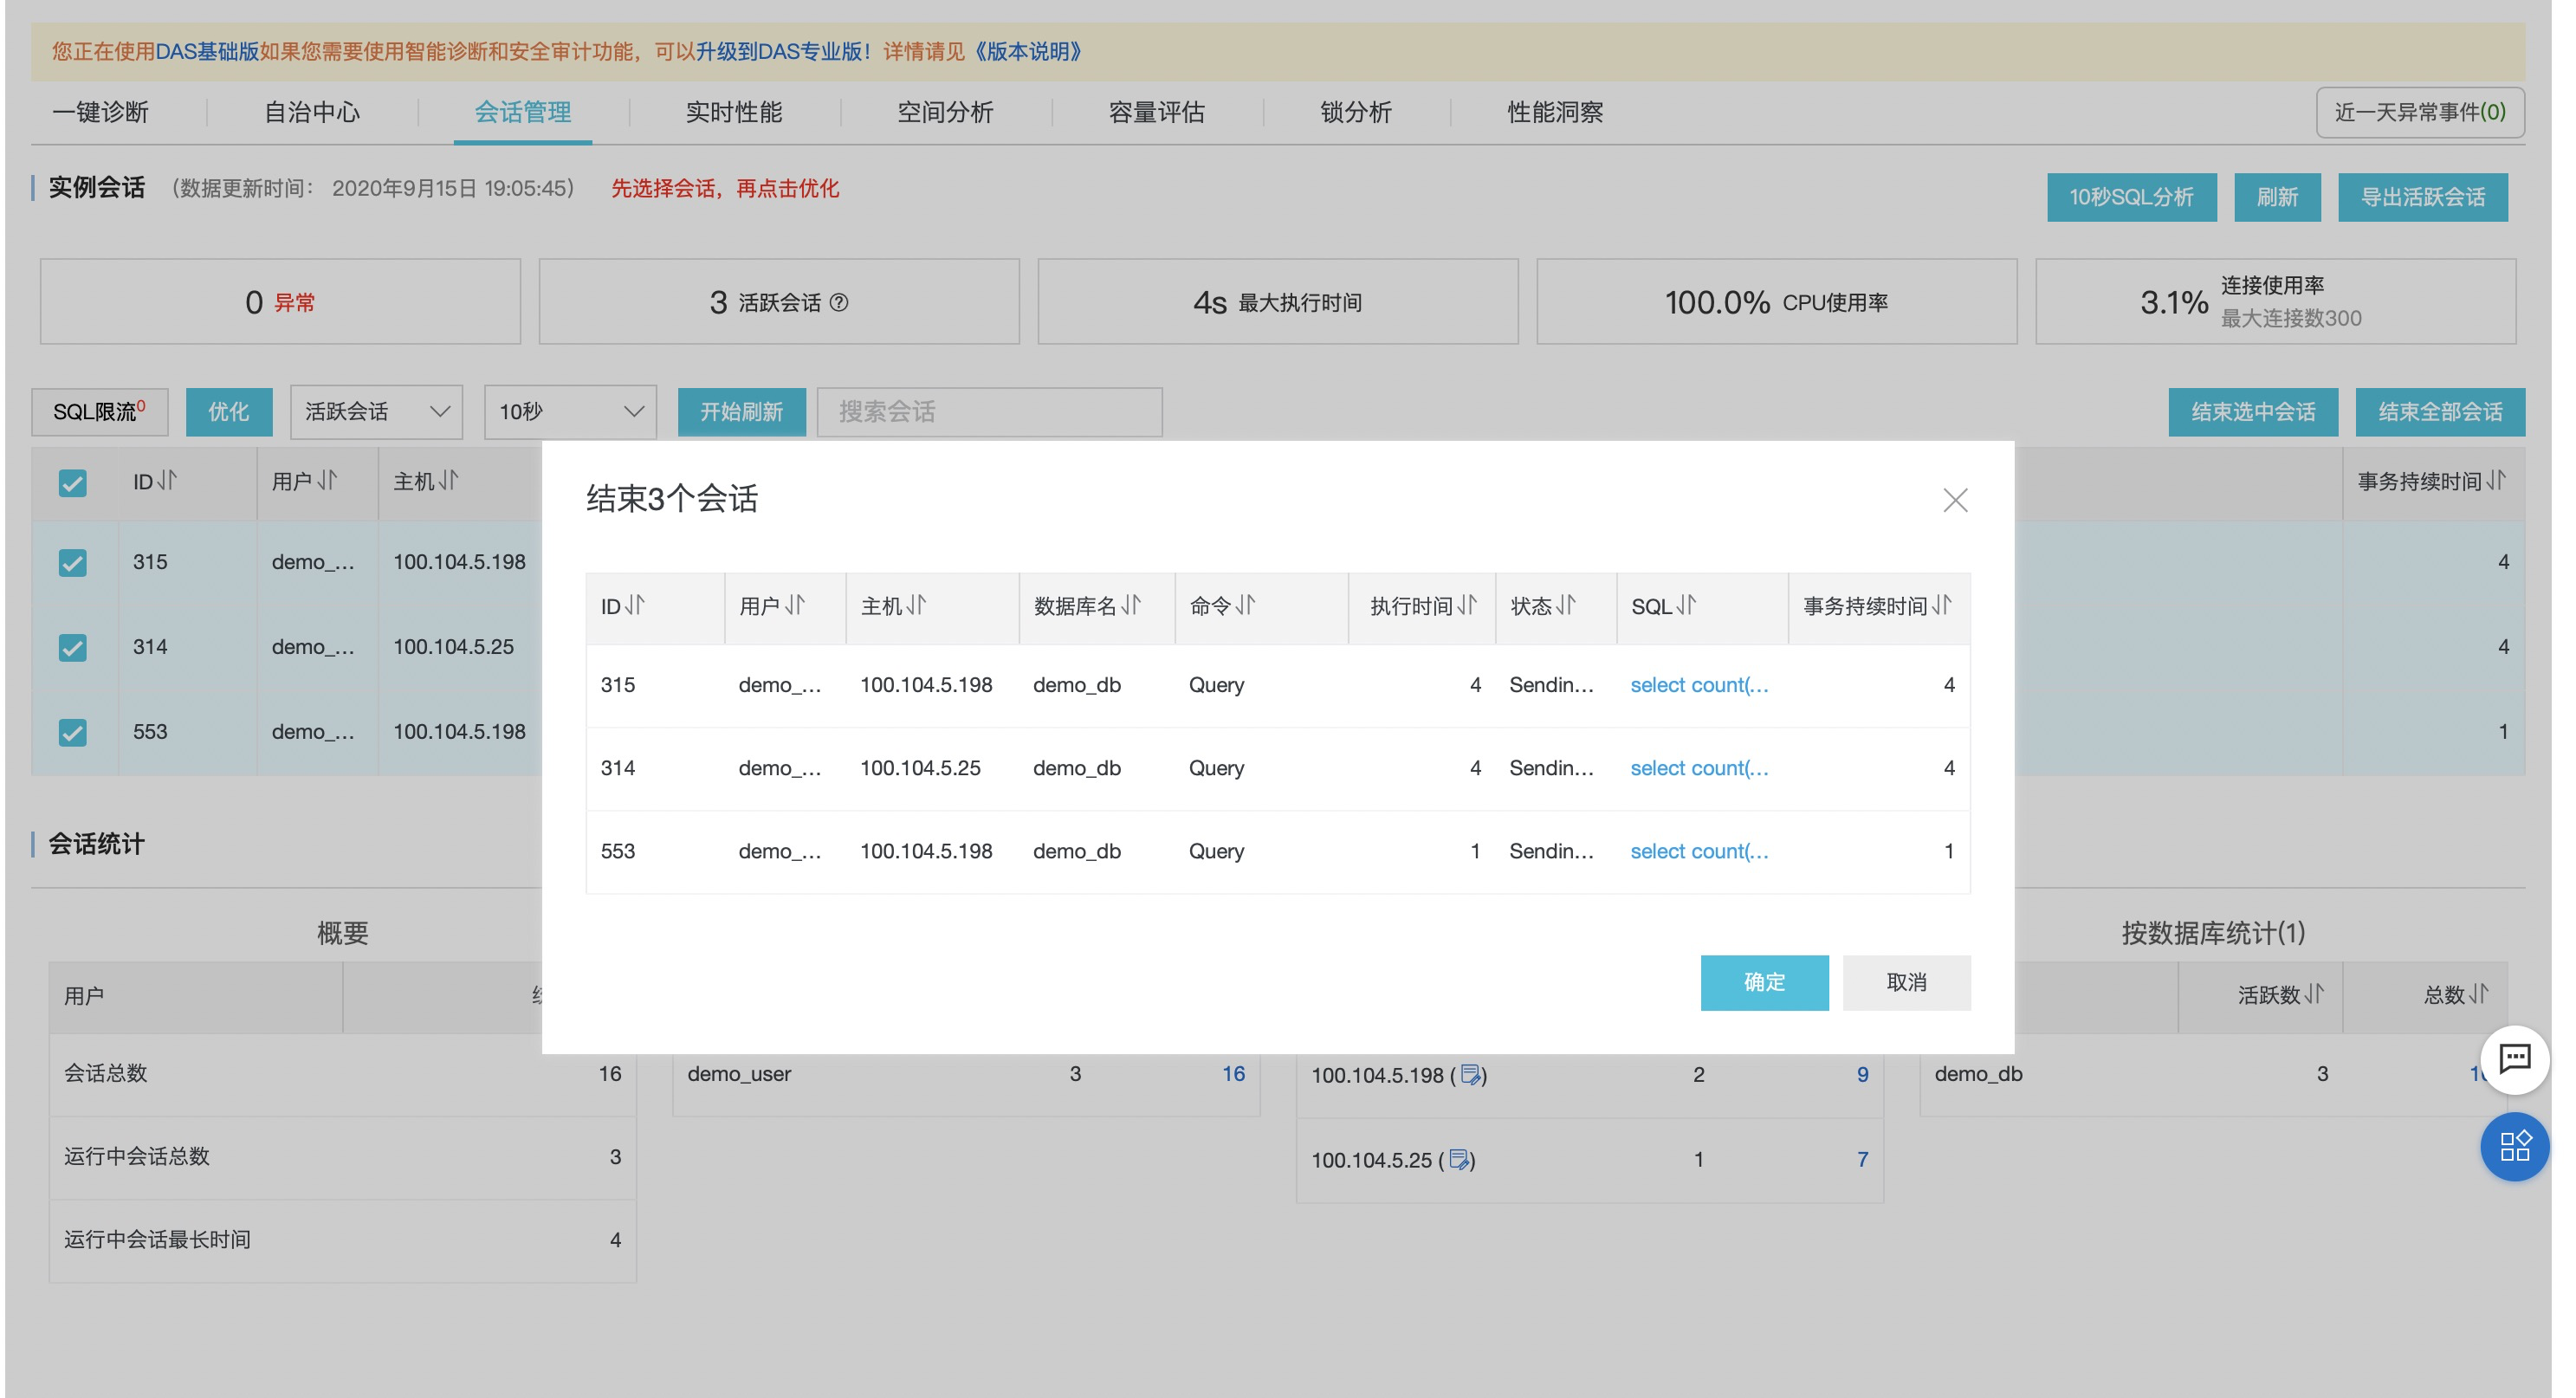 您正在使用DAS基础版如果您需要使用智能诊断和安全审计功能，可以升级到DAS专业版！详情请见《版本说明》
一键诊断 自治中心 会话管理 实时性能 空间分析 容量评估 锁分析 性能洞察 近一天异常事件(0)
实例会话 （数据更新时间： 2020年9月15日 19:05:45） 先选择会话，再点击优化 10秒SQL分析 刷新 导出活跃会话
0 异常 3 活跃会话 4s 最大执行时间 100.0% CPU使用率 3.1% 连接使用率
最大连接数300
SQL限流0 优化 活跃会话 10秒 开始刷新 搜索会话 结束选中会话 结束全部会话
ID 用户 主机 事务持续时间
315 demo_... 100.104.5.198 4
314 demo_... 100.104.5.25 4
553 demo_... 100.104.5.198 1
结束3个会话
ID 用户 主机 数据库名 命令 执行时间 状态 SQL 事务持续时间
315 demo_... 100.104.5.198 demo_db Query 4 Sendin... select count(... 4
314 demo_... 100.104.5.25 demo_db Query 4 Sendin... select count(... 4
553 demo_... 100.104.5.198 demo_db Query 1 Sendin... select count(... 1
确定 取消
会话统计
概要
用户
会话总数 16
运行中会话总数 3
运行中会话最长时间 4
demo_user 3 16
100.104.5.198 ( ) 2 9
100.104.5.25 ( ) 1 7
按数据库统计(1)
活跃数 总数
demo_db 3